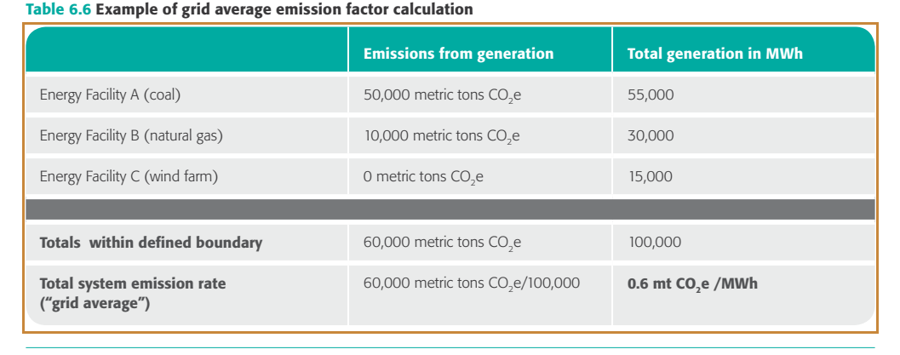 Table 6.6 Example of grid average emission factor calculation
Emissions from generation Total generation in MWh
Energy Facility A (coal) 50,000 metric tons CO₂e 55,000
Energy Facility B (natural gas) 10,000 metric tons CO₂e 30,000
Energy Facility C (wind farm) 0 metric tons CO₂e 15,000
Totals within defined boundary 60,000 metric tons CO₂e 100,000
Total system emission rate 60,000 metric tons CO₂e/100,000 0.6 mt CO₂e /MWh
(“grid average”)